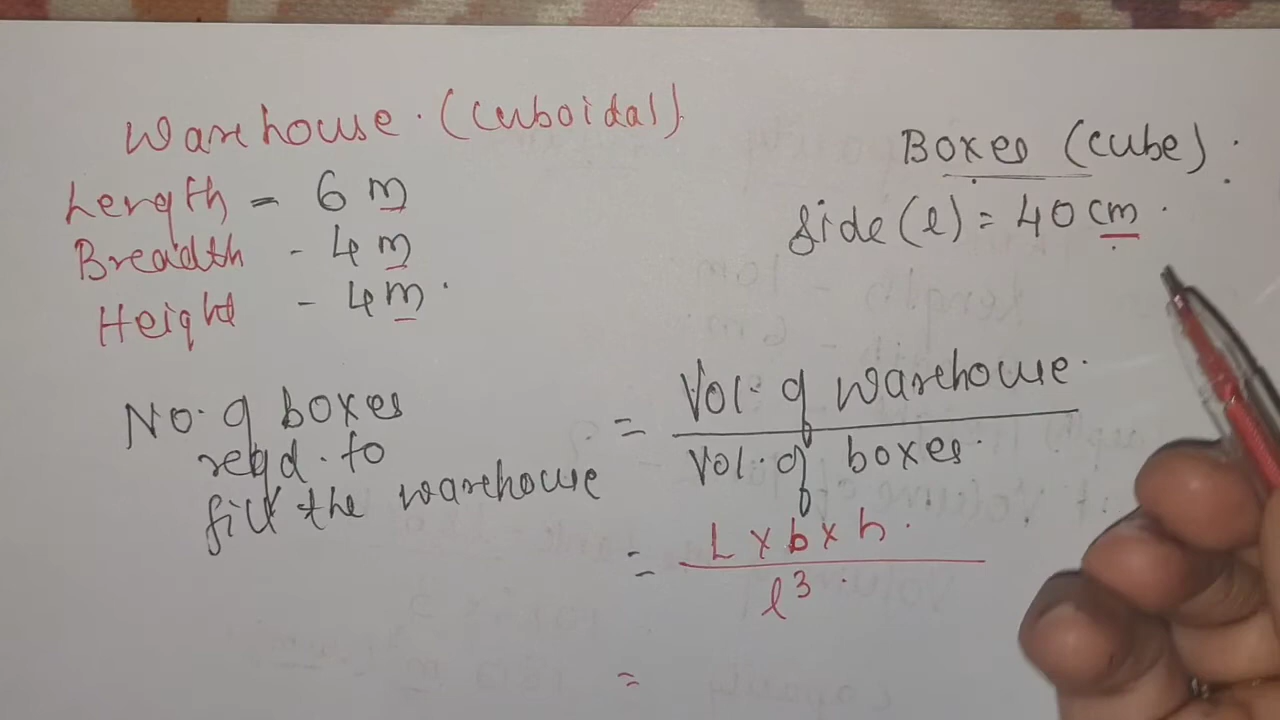 Warehouse. (cuboidal)
Length = 6 m
Breadth - 4 m
Height - 4 m.
Boxes (cube).
Side (l) = 40 cm.
No. of boxes
reqd. to
fill the warehouse
= Vol. of warehouse.
Vol. of boxes.
= L x b x h.
l³.
=